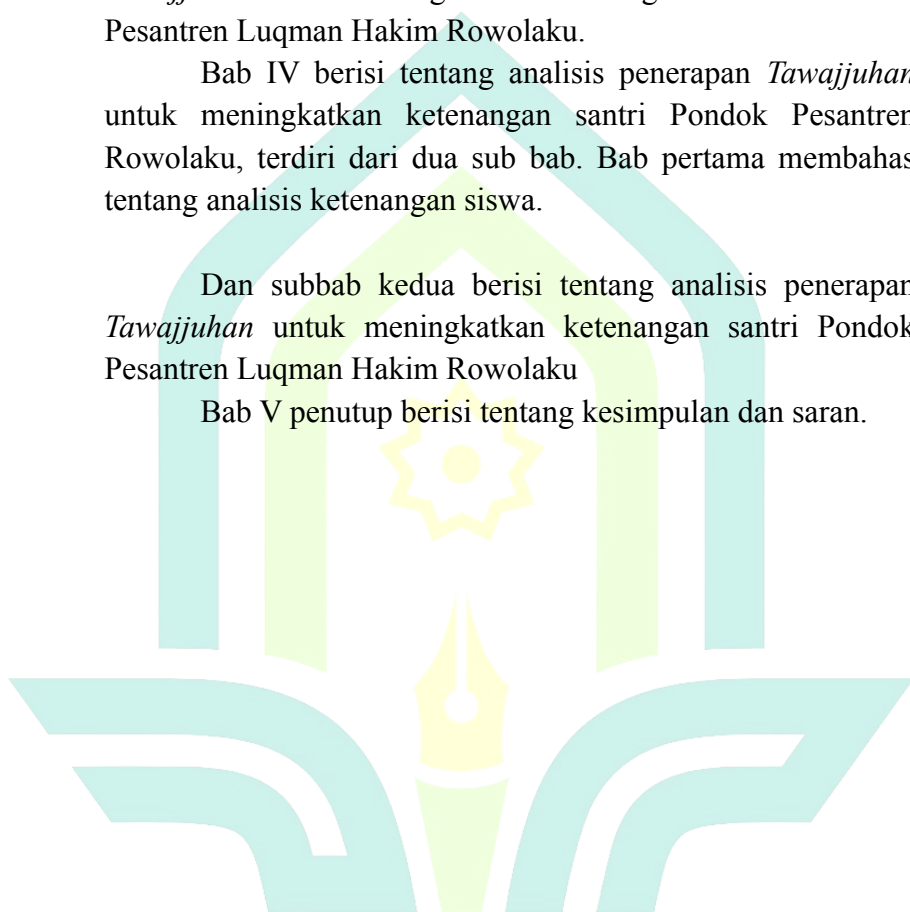 Pesantren Luqman Hakim Rowolaku.
Bab IV berisi tentang analisis penerapan Tawajjuhan
untuk meningkatkan ketenangan santri Pondok Pesantren
Rowolaku, terdiri dari dua sub bab. Bab pertama membahas
tentang analisis ketenangan siswa.
Dan subbab kedua berisi tentang analisis penerapan
Tawajjuhan untuk meningkatkan ketenangan santri Pondok
Pesantren Luqman Hakim Rowolaku
Bab V penutup berisi tentang kesimpulan dan saran.